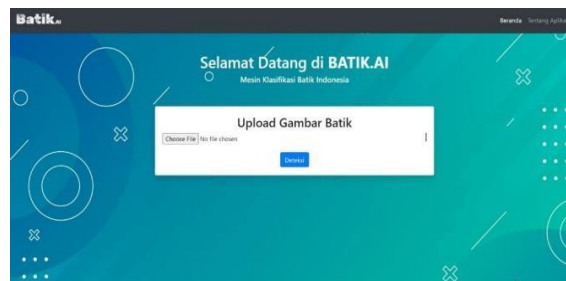 Batik.AI
Beranda Tentang Aplika
Selamat Datang di BATIK.AI
Mesin Klasifikasi Batik Indonesia
Upload Gambar Batik
Choose File No file chosen
Deteksi